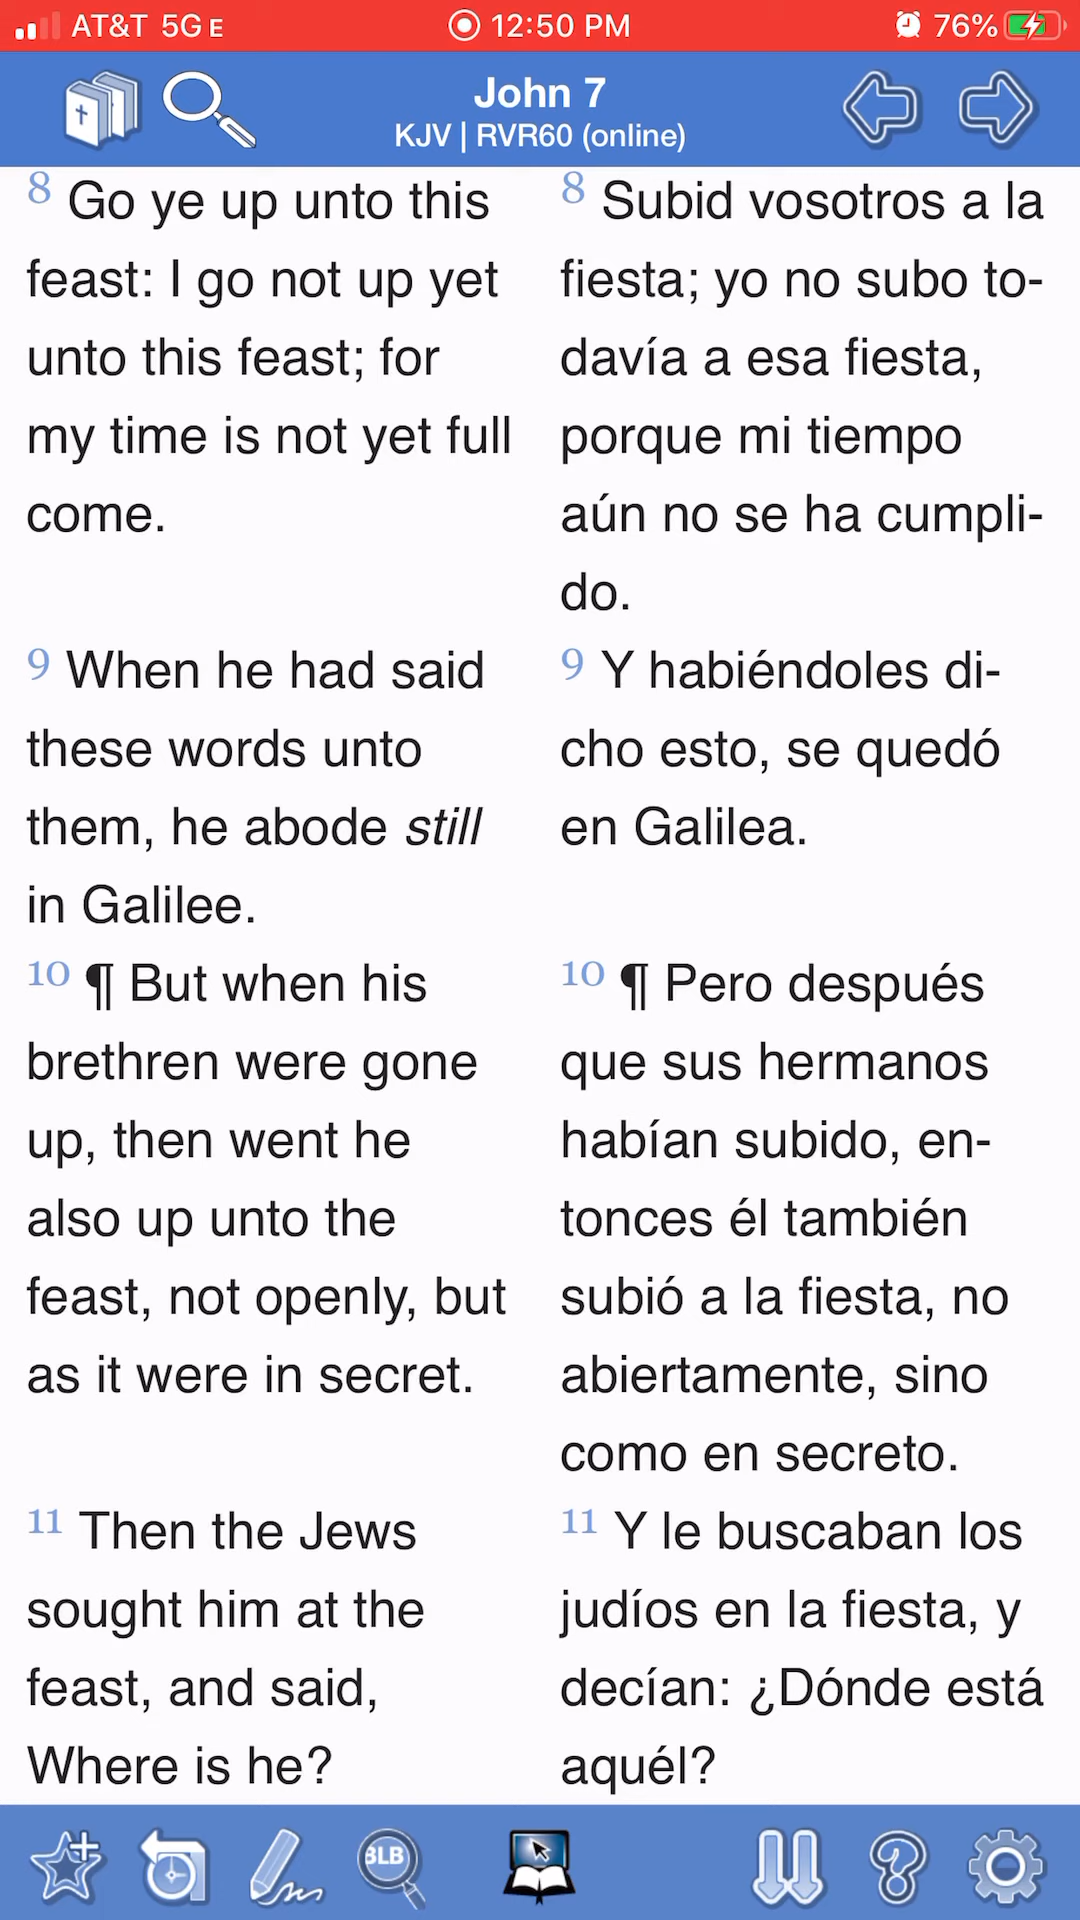 AT&T 5GE 12:50 PM 76%
John 7
KJV | RVR60 (online)
8 Go ye up unto this
feast: I go not up yet
unto this feast; for
my time is not yet full
come.
9 When he had said
these words unto
them, he abode still
in Galilee.
10 ¶ But when his
brethren were gone
up, then went he
also up unto the
feast, not openly, but
as it were in secret.
11 Then the Jews
sought him at the
feast, and said,
Where is he?
8 Subid vosotros a la
fiesta; yo no subo to-
davía a esa fiesta,
porque mi tiempo
aún no se ha cumpli-
do.
9 Y habiéndoles di-
cho esto, se quedó
en Galilea.
10 ¶ Pero después
que sus hermanos
habían subido, en-
tonces él también
subió a la fiesta, no
abiertamente, sino
como en secreto.
11 Y le buscaban los
judíos en la fiesta, y
decían: ¿Dónde está
aquél?
BLB